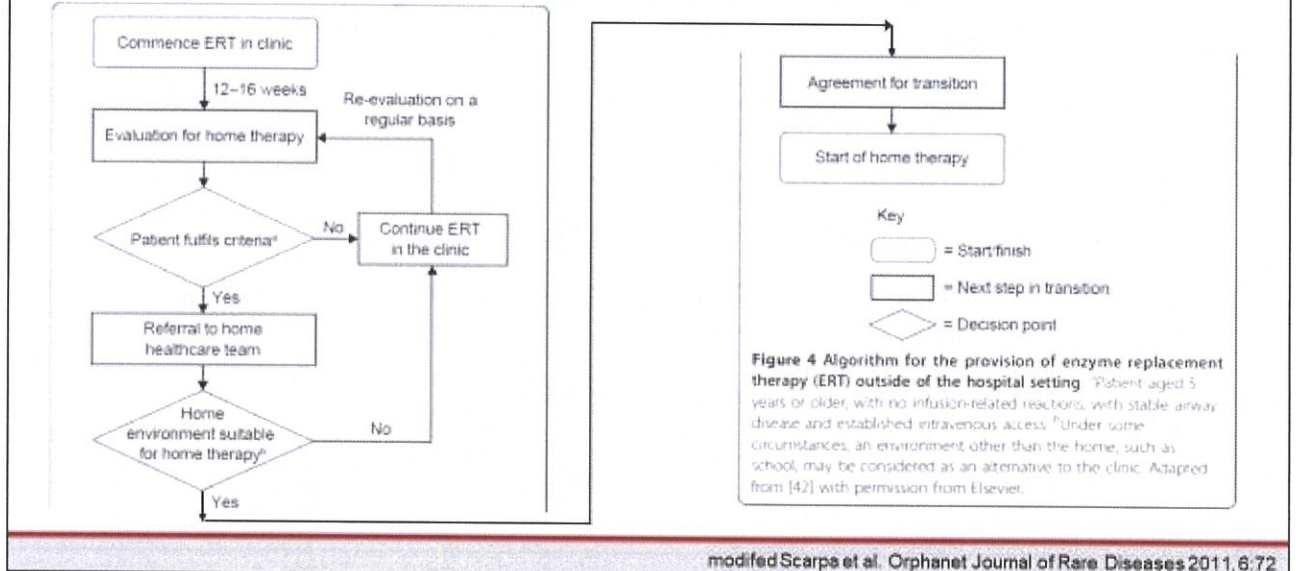 Commence ERT in clinic
12–16 weeks
Re-evaluation on a
regular basis
Evaluation for home therapy
Patient fulfils criteriaᵃ
No
Continue ERT
in the clinic
Yes
Referral to home
healthcare team
Home
environment suitable
for home therapyᵇ
No
Yes
Agreement for transition
Start of home therapy
Key
= Start/finish
= Next step in transition
= Decision point
Figure 4 Algorithm for the provision of enzyme replacement
therapy (ERT) outside of the hospital setting. ᵃPatient aged 5
years or older, with no infusion-related reactions, with stable airway
disease and established intravenous access. ᵇUnder some
circumstances, an environment other than the home, such as
school, may be considered as an alternative to the clinic. Adapted
from [42] with permission from Elsevier.
modifed Scarpa et al. Orphanet Journal of Rare Diseases 2011, 6:72